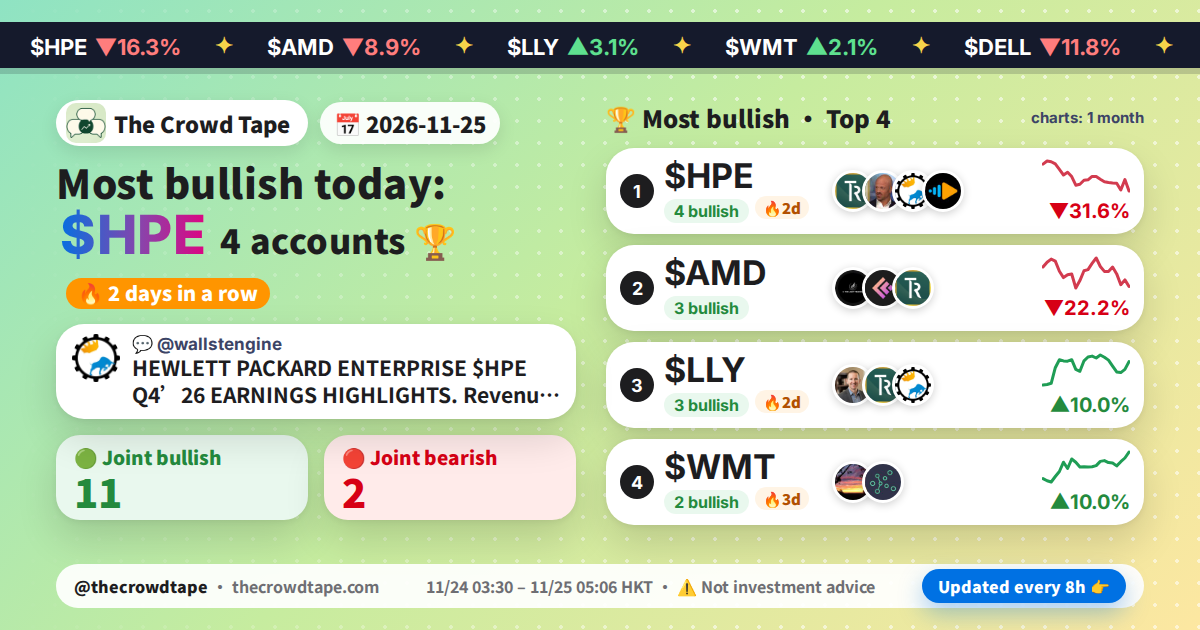 $HPE ▼16.3% ✦ $AMD ▼8.9% ✦ $LLY ▲3.1% ✦ $WMT ▲2.1% ✦ $DELL ▼11.8% ✦
The Crowd Tape
📅 2026-11-25
Most bullish today:
$HPE 4 accounts 🏆
🔥 2 days in a row
💬 @wallstengine
HEWLETT PACKARD ENTERPRISE $HPE
Q4’ 26 EARNINGS HIGHLIGHTS. Revenu…
🟢 Joint bullish
11
🔴 Joint bearish
2
🏆 Most bullish • Top 4
charts: 1 month
1 $HPE
4 bullish 🔥2d
▼31.6%
2 $AMD
3 bullish
▼22.2%
3 $LLY
3 bullish 🔥2d
▲10.0%
4 $WMT
2 bullish 🔥3d
▲10.0%
@thecrowdtape • thecrowdtape.com
11/24 03:30 – 11/25 05:06 HKT • ⚠️ Not investment advice
Updated every 8h 👉